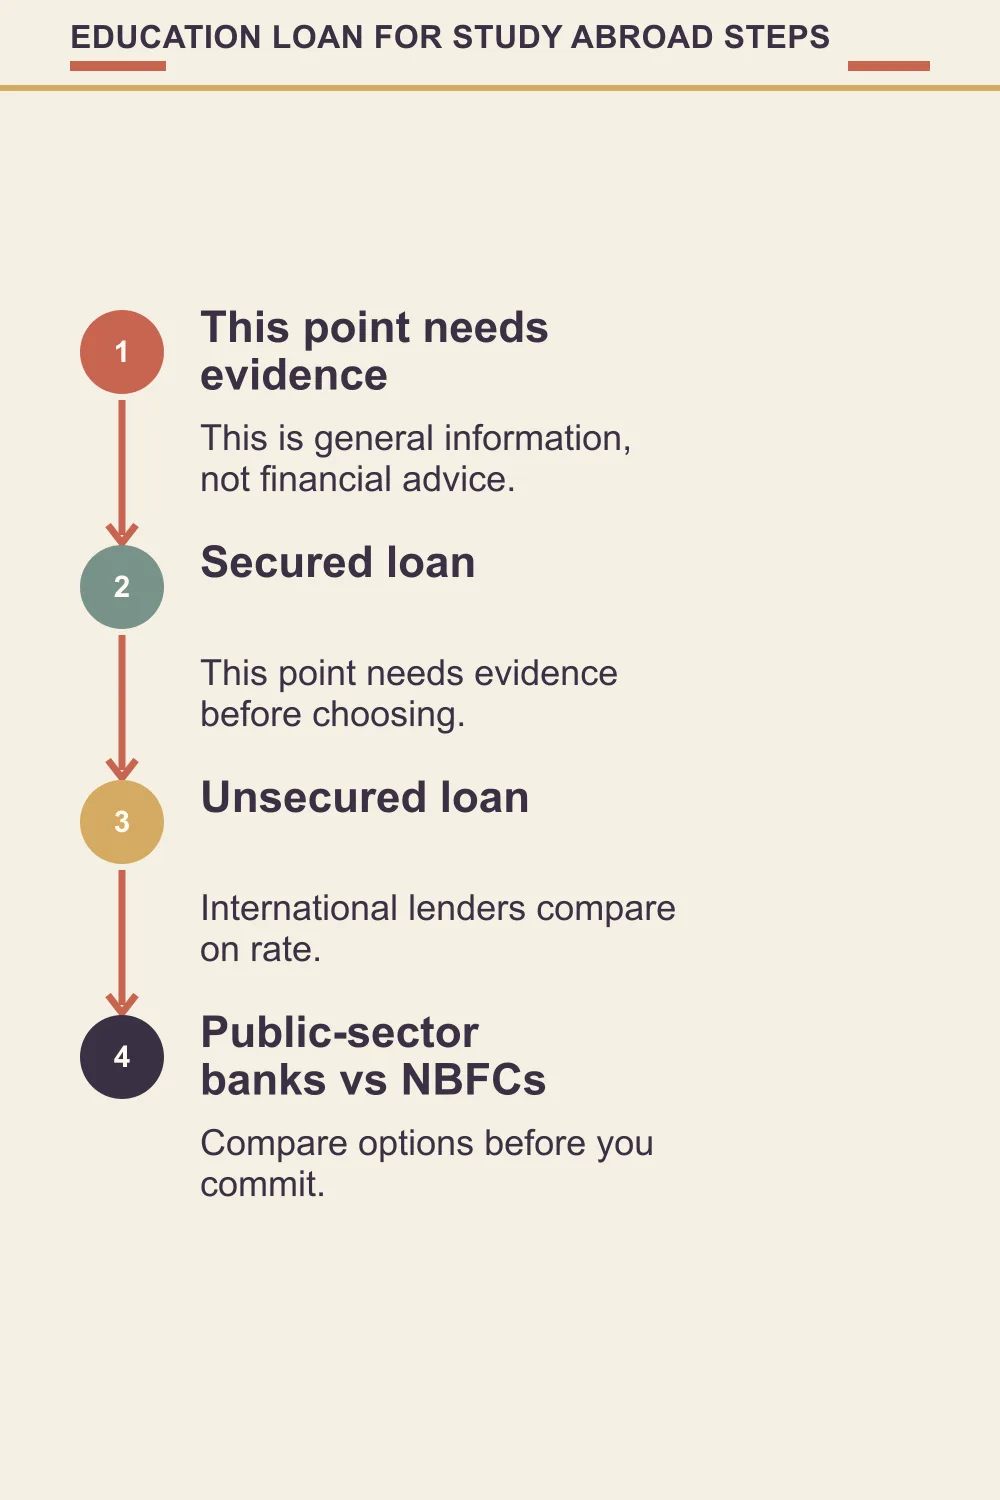 EDUCATION LOAN FOR STUDY ABROAD STEPS
1
This point needs
evidence
This is general information,
not financial advice.
2
Secured loan
This point needs evidence
before choosing.
3
Unsecured loan
International lenders compare
on rate.
4
Public-sector
banks vs NBFCs
Compare options before you
commit.